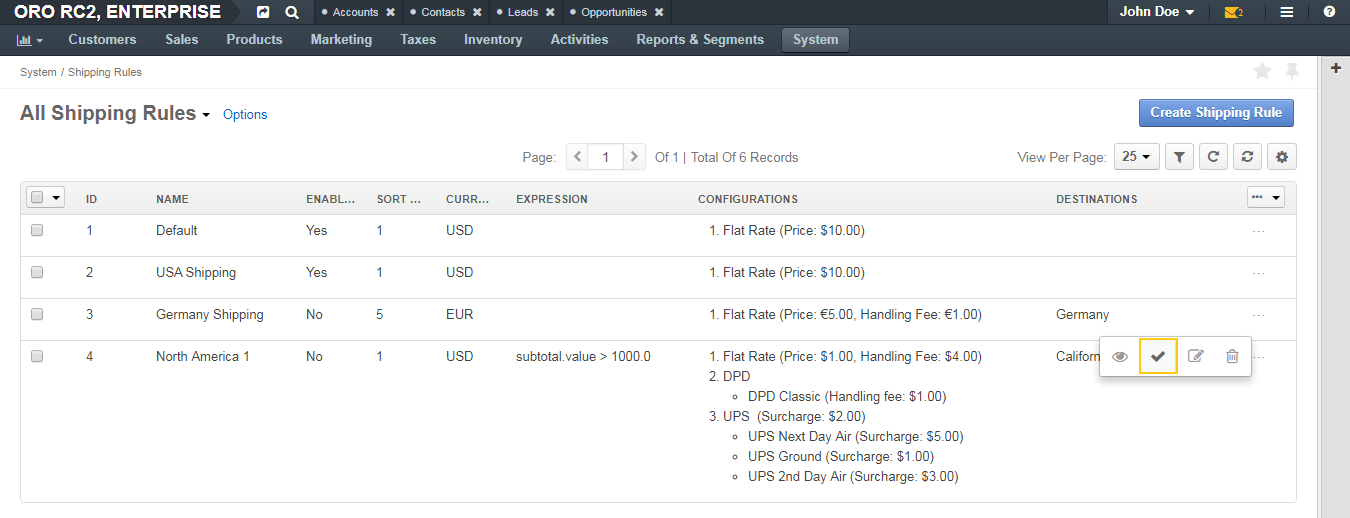 ORO RC2, ENTERPRISE • Accounts ✖ • Contacts ✖ • Leads ✖ • Opportunities ✖ John Doe 2
Customers Sales Products Marketing Taxes Inventory Activities Reports & Segments System
System / Shipping Rules
All Shipping Rules Options Create Shipping Rule
Page: 1 Of 1 | Total Of 6 Records View Per Page: 25
ID NAME ENABL... SORT ... CURR... EXPRESSION CONFIGURATIONS DESTINATIONS
1 Default Yes 1 USD 1. Flat Rate (Price: $10.00)
2 USA Shipping Yes 1 USD 1. Flat Rate (Price: $10.00)
3 Germany Shipping No 5 EUR 1. Flat Rate (Price: €5.00, Handling Fee: €1.00) Germany
4 North America 1 No 1 USD subtotal.value > 1000.0 1. Flat Rate (Price: $1.00, Handling Fee: $4.00)
2. DPD
DPD Classic (Handling fee: $1.00)
3. UPS (Surcharge: $2.00)
UPS Next Day Air (Surcharge: $5.00)
UPS Ground (Surcharge: $1.00)
UPS 2nd Day Air (Surcharge: $3.00)